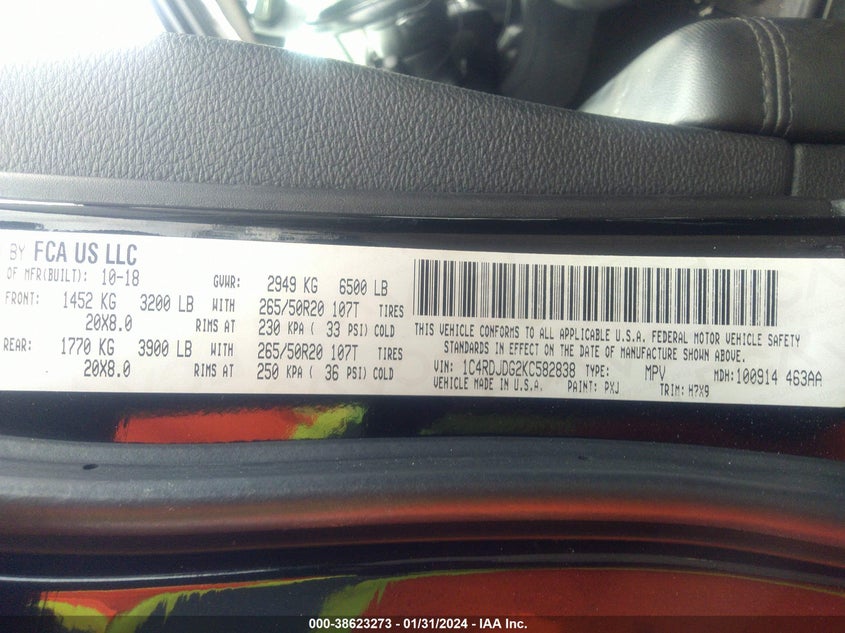 BY FCA US LLC
OF MFR(BUILT): 10-18 GVWR: 2949 KG 6500 LB
FRONT: 1452 KG 3200 LB WITH 265/50R20 107T TIRES
20X8.0 RIMS AT 230 KPA ( 33 PSI) COLD
REAR: 1770 KG 3900 LB WITH 265/50R20 107T TIRES
20X8.0 RIMS AT 250 KPA ( 36 PSI) COLD
THIS VEHICLE CONFORMS TO ALL APPLICABLE U.S.A. FEDERAL MOTOR VEHICLE SAFETY
STANDARDS IN EFFECT ON THE DATE OF MANUFACTURE SHOWN ABOVE.
VIN: 1C4RDJDG2KC582838 TYPE: MPV MDH:100914 463AA
VEHICLE MADE IN U.S.A. PAINT: PXJ TRIM: H7X9
000-38623273 - 01/31/2024 - IAA Inc.